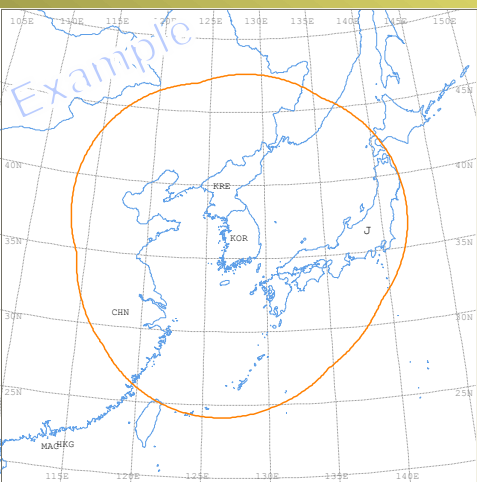 105E 110E 115E 120E 125E 130E 135E 140E 145E 150E
Example
45N 45N
40N KRE 40N
J
35N KOR 35N
30N CHN 30N
25N 25N
MAC HKG
115E 120E 125E 130E 135E 140E